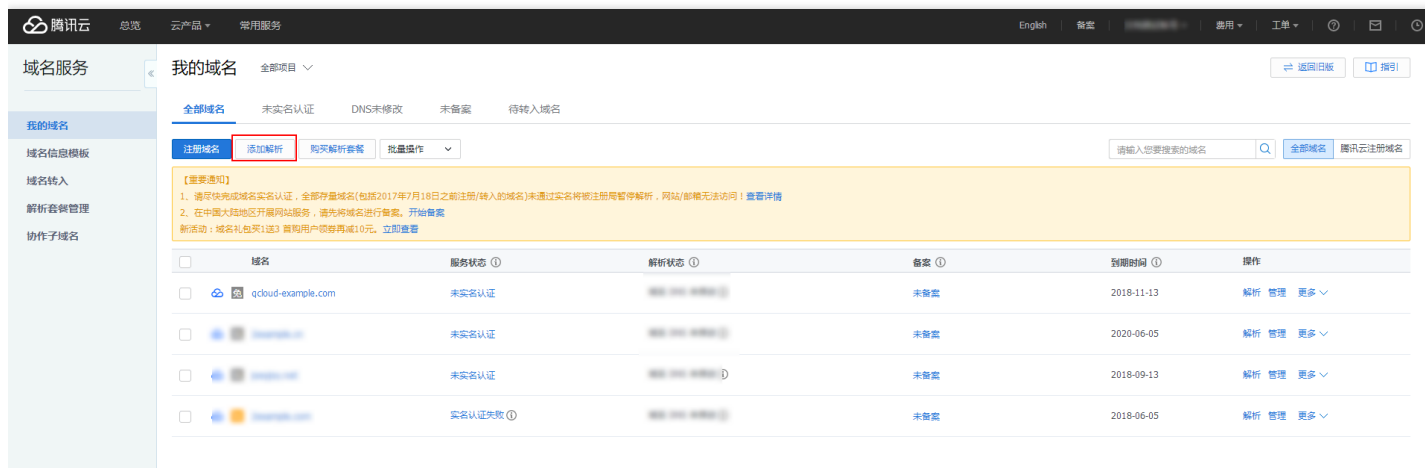 腾讯云 总览 云产品 常用服务 English 备案 费用 工单
域名服务
我的域名 全部项目 返回旧版 指引
全部域名 未实名认证 DNS未修改 未备案 待转入域名
我的域名
域名信息模板
域名转入
解析套餐管理
协作子域名
注册域名 添加解析 购买解析套餐 批量操作 请输入您要搜索的域名 全部域名 腾讯云注册域名
【重要通知】
1、请尽快完成域名实名认证，全部存量域名(包括2017年7月18日之前注册/转入的域名)未通过实名将被注册局暂停解析，网站/邮箱无法访问！查看详情
2、在中国大陆地区开展网站服务，请先将域名进行备案。开始备案
新活动：域名礼包买1送3 首购用户领券再减10元。立即查看
域名 服务状态 解析状态 备案 到期时间 操作
免 qcloud-example.com 未实名认证 未备案 2018-11-13 解析 管理 更多
未实名认证 未备案 2020-06-05 解析 管理 更多
未实名认证 未备案 2018-09-13 解析 管理 更多
实名认证失败 未备案 2018-06-05 解析 管理 更多